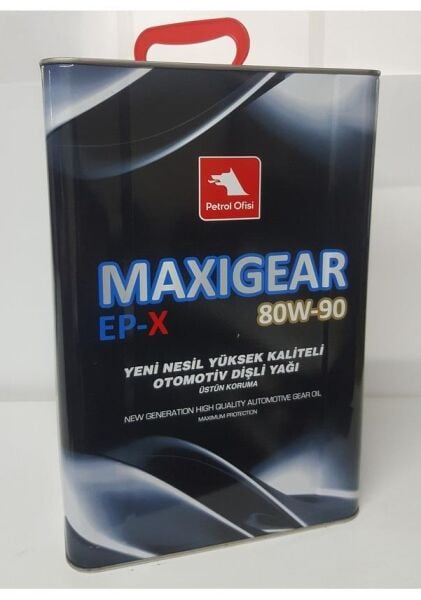 Petrol Ofisi
MAXIGEAR
EP-X 80W-90
YENİ NESİL YÜKSEK KALİTELİ
OTOMOTİV DİŞLİ YAĞI
ÜSTÜN KORUMA
NEW GENERATION HIGH QUALITY AUTOMOTIVE GEAR OIL
MAXIMUM PROTECTION